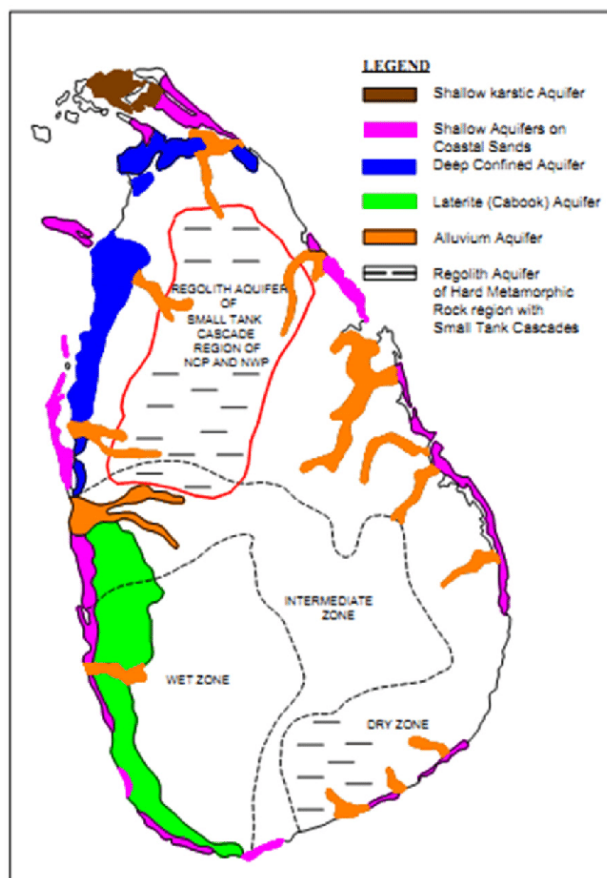 LEGEND
Shallow karstic Aquifer
Shallow Aquifers on
Coastal Sands
Deep Confined Aquifer
Laterite (Cabook) Aquifer
Alluvium Aquifer
Regolith Aquifer
of Hard Metamorphic
Rock region with
Small Tank Cascades
REGOLITH AQUIFER
OF
SMALL TANK
CASCADE
REGION OF
NCP AND NWP
INTERMEDIATE
ZONE
WET ZONE
DRY ZONE